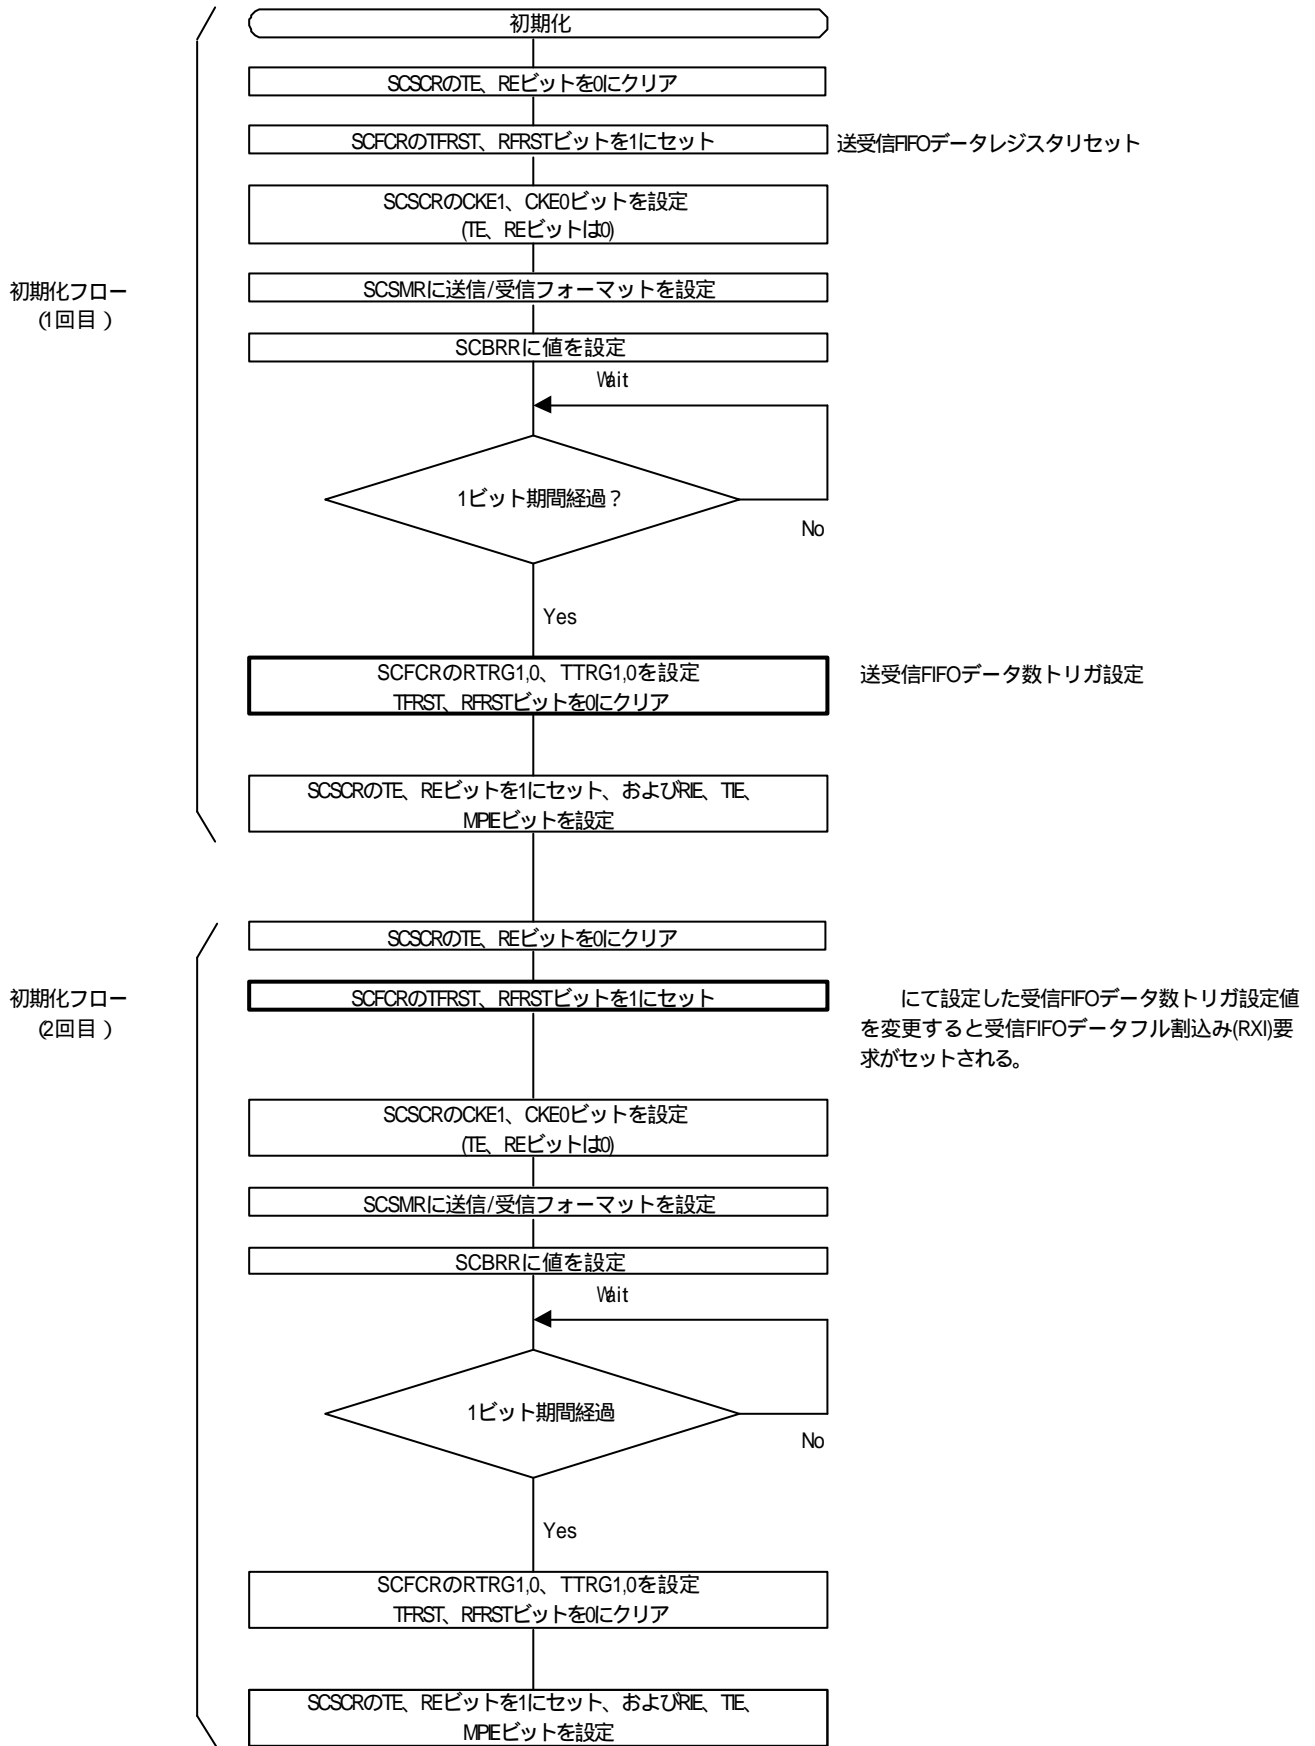 初期化
SCSCRのTE、REビットを0にクリア
SCFCRのTFRST、RFRSTビットを1にセット
送受信FIFOデータレジスタリセット
SCSCRのCKE1、CKE0ビットを設定
(TE、REビットは0)
初期化フロー
(1回目)
SCSMRに送信/受信フォーマットを設定
SCBRRに値を設定
Wait
1ビット期間経過?
No
Yes
SCFCRのRTRG1,0、TTRG1,0を設定
TFRST、RFRSTビットを0にクリア
送受信FIFOデータ数トリガ設定
SCSCRのTE、REビットを1にセット、およびRIE、TIE、
MPIEビットを設定
SCSCRのTE、REビットを0にクリア
初期化フロー
(2回目)
SCFCRのTFRST、RFRSTビットを1にセット
にて設定した受信FIFOデータ数トリガ設定値
を変更すると受信FIFOデータフル割込み(RXI)要
求がセットされる。
SCSCRのCKE1、CKE0ビットを設定
(TE、REビットは0)
SCSMRに送信/受信フォーマットを設定
SCBRRに値を設定
Wait
1ビット期間経過
No
Yes
SCFCRのRTRG1,0、TTRG1,0を設定
TFRST、RFRSTビットを0にクリア
SCSCRのTE、REビットを1にセット、およびRIE、TIE、
MPIEビットを設定